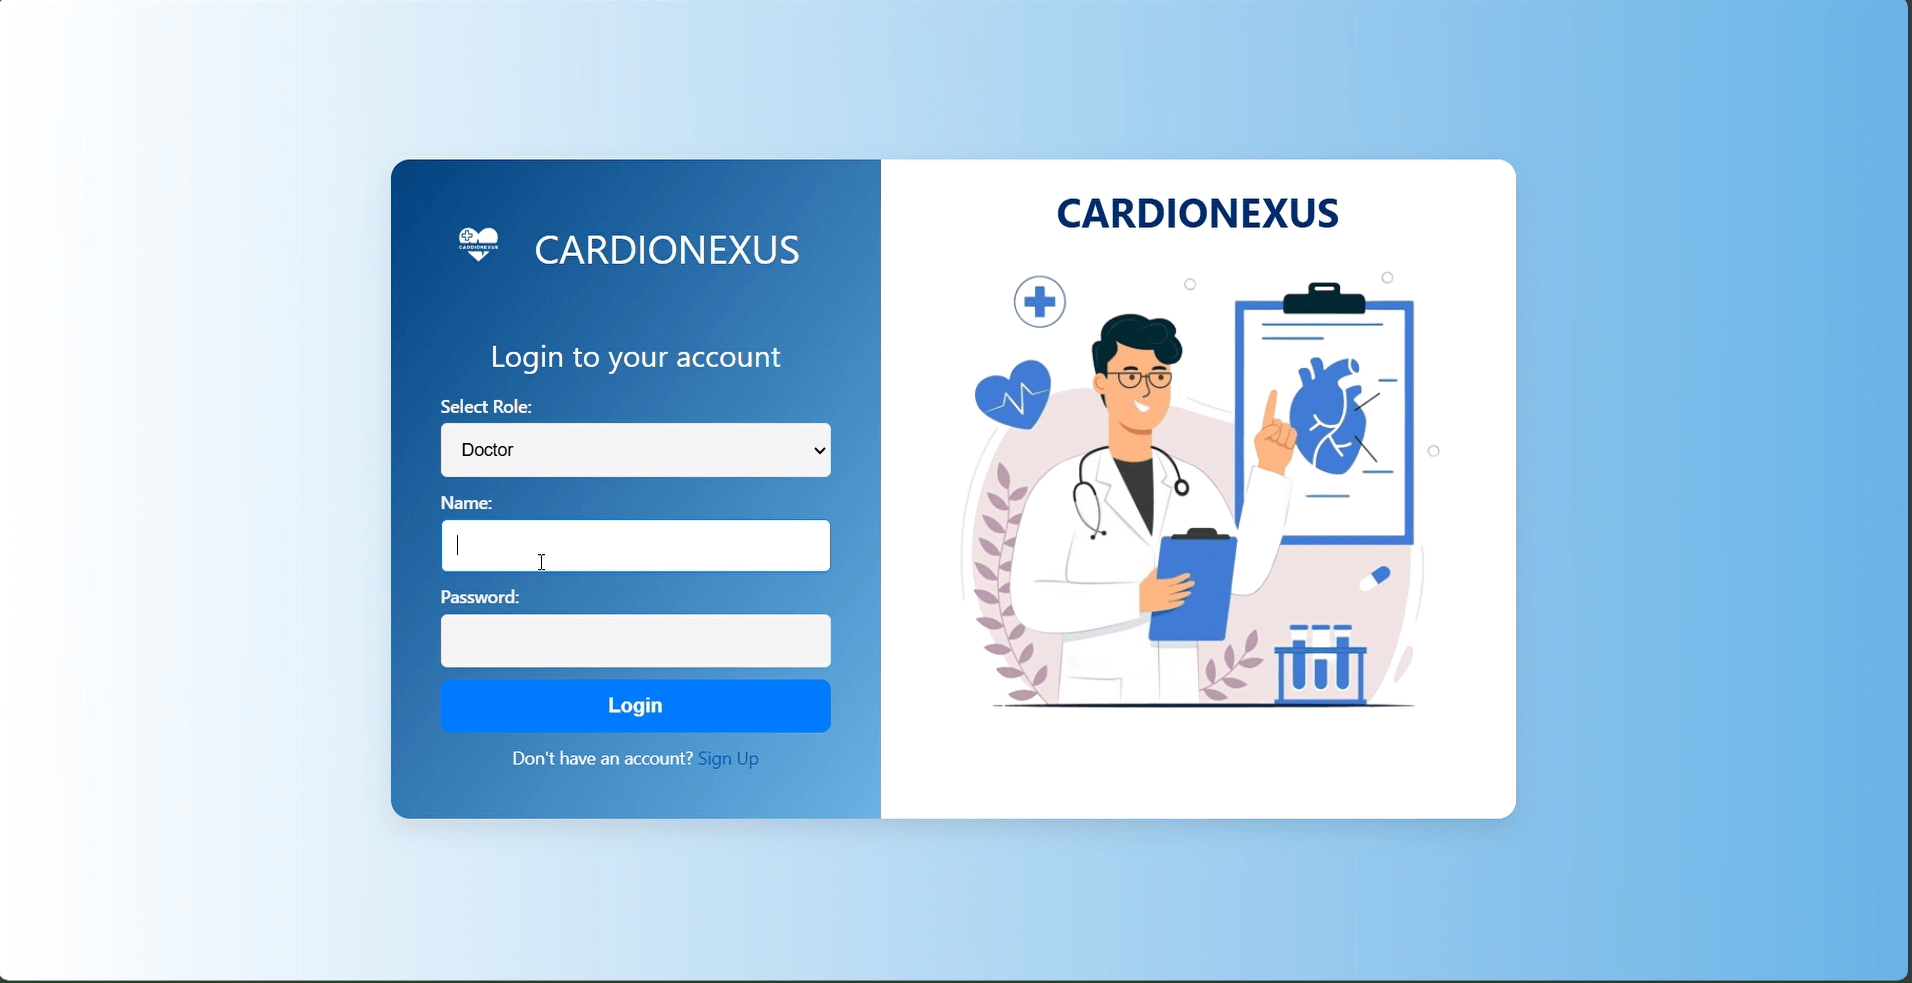 CARDIONEXUS
CARDIONEXUS
Login to your account
Select Role:
Doctor
Name:
Password:
Login
Don't have an account? Sign Up
CARDIONEXUS